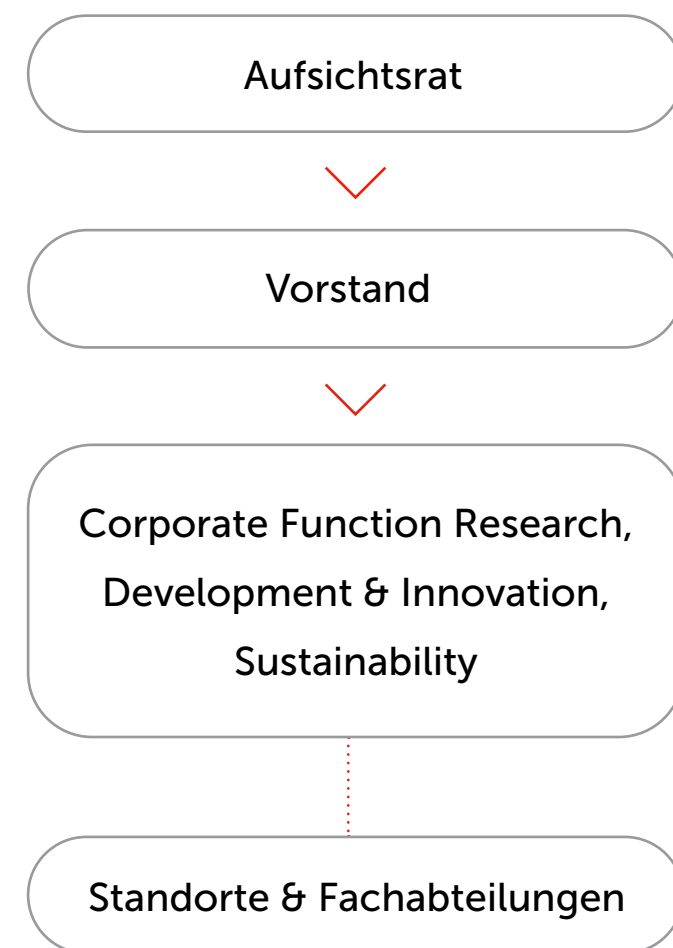 Aufsichtsrat
Vorstand
Corporate Function Research,
Development & Innovation,
Sustainability
Standorte & Fachabteilungen